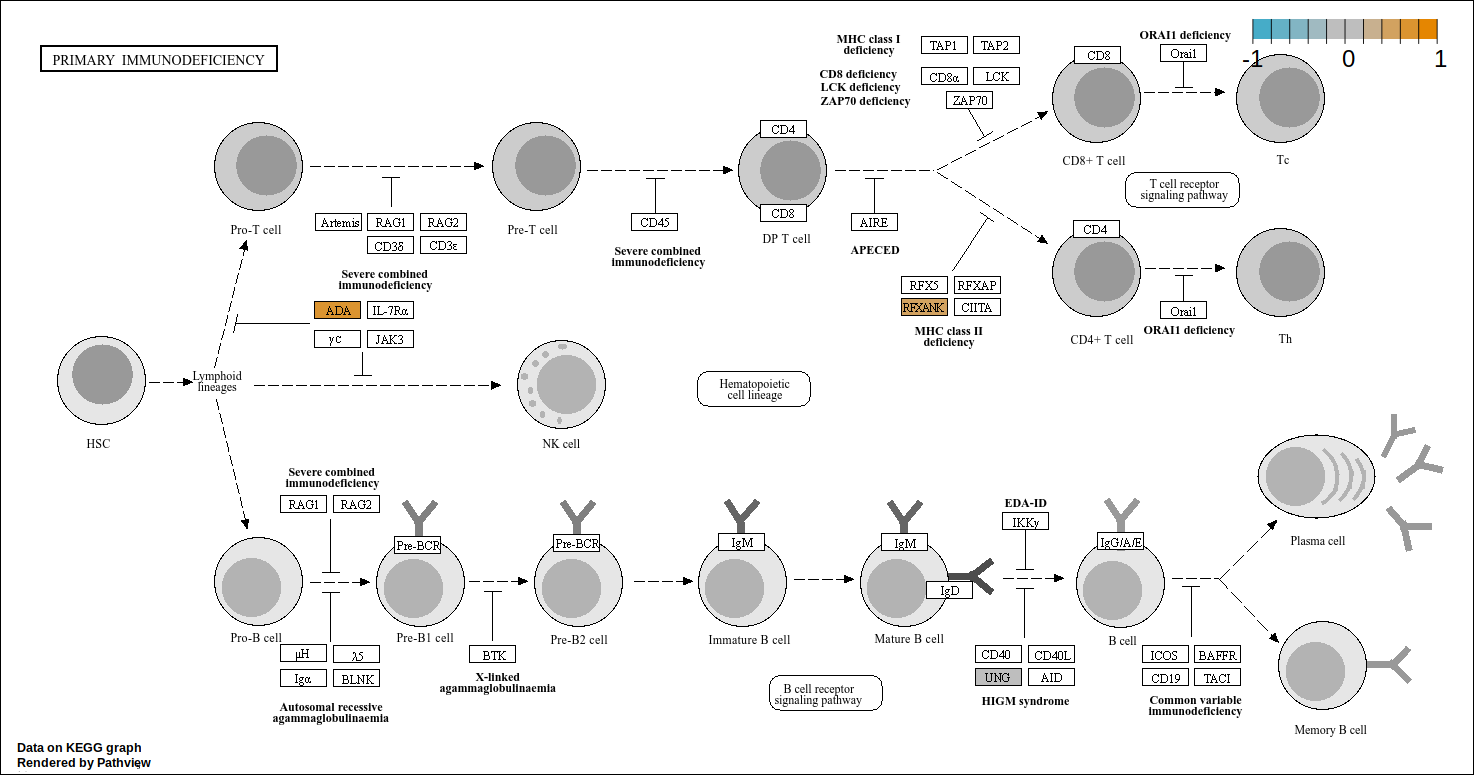 PRIMARY IMMUNODEFICIENCY
-1
0
1
MHC class I
deficiency
TAP1
TAP2
CD8 deficiency
LCK deficiency
ZAP70 deficiency
CD8α
LCK
ZAP70
CD8
CD8+ T cell
ORAI1 deficiency
Orai1
Tc
T cell receptor
signaling pathway
Pro-T cell
Artemis
RAG1
RAG2
CD3δ
CD3ε
Severe combined
immunodeficiency
Pre-T cell
CD45
Severe combined
immunodeficiency
CD4
CD8
DP T cell
AIRE
APECED
RFX5
RFXAP
RFXANK
CIITA
MHC class II
deficiency
CD4
CD4+ T cell
Orai1
ORAI1 deficiency
Th
ADA
IL-7Rα
γc
JAK3
HSC
Lymphoid
lineages
NK cell
Hematopoietic
cell lineage
Severe combined
immunodeficiency
RAG1
RAG2
Pro-B cell
μH
λ5
Igα
BLNK
Autosomal recessive
agammaglobulinaemia
Pre-BCR
Pre-B1 cell
BTK
X-linked
agammaglobulinaemia
Pre-BCR
Pre-B2 cell
IgM
Immature B cell
IgM
IgD
Mature B cell
B cell receptor
signaling pathway
EDA-ID
IKKγ
CD40
CD40L
UNG
AID
HIGM syndrome
IgG/A/E
B cell
ICOS
BAFFR
CD19
TACI
Common variable
immunodeficiency
Plasma cell
Memory B cell
Data on KEGG graph
Rendered by Pathview